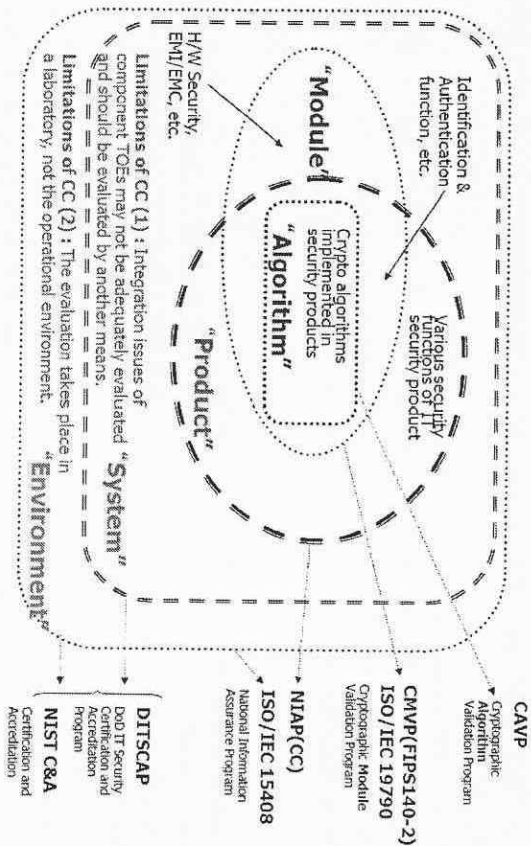 Identification &
Authentication
function, etc.
Various security
functions of IT
security product
"Module"
Crypto algorithms
implemented in
security products
"Algorithm"
"Product"
H/W Security,
EMI/EMC, etc.
Limitations of CC (1) : Integration issues of
component TOEs may not be adequately evaluated
and should be evaluated by another means.
"System"
Limitations of CC (2) : The evaluation takes place in
a laboratory, not the operational environment.
"Environment"
CAVP
Cryptographic
Algorithm
Validation Program
CMVP(FIPS140-2)
ISO/IEC 19790
Cryptographic Module
Validation Program
NIAP(CC)
ISO/IEC 15408
National Information
Assurance Program
DITSCAP
DoD IT Security
Certification and
Accreditation
Program
NIST C&A
Certification and
Accreditation